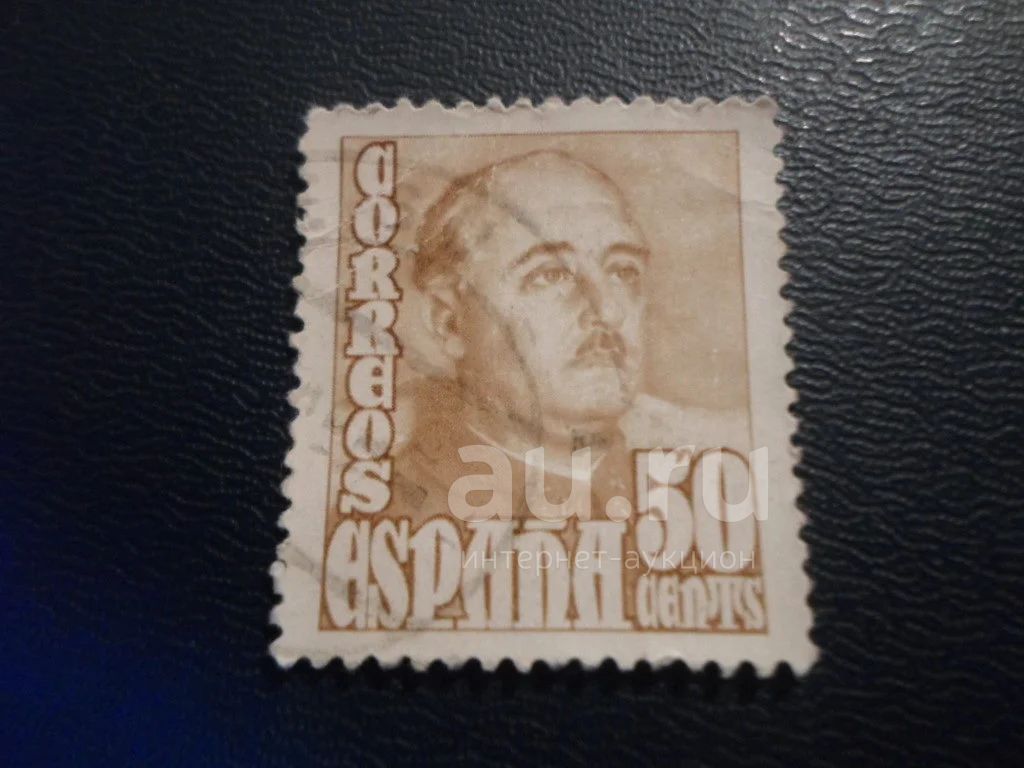 CORREOS
ESPAÑA
50
CENTS
au.ru
интернет-аукцион